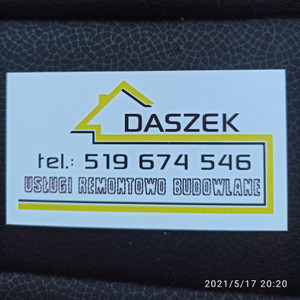 DASZEK
tel.: 519 674 546
USŁUGI REMONTOWO BUDOWLANE
2021/5/17 20:20